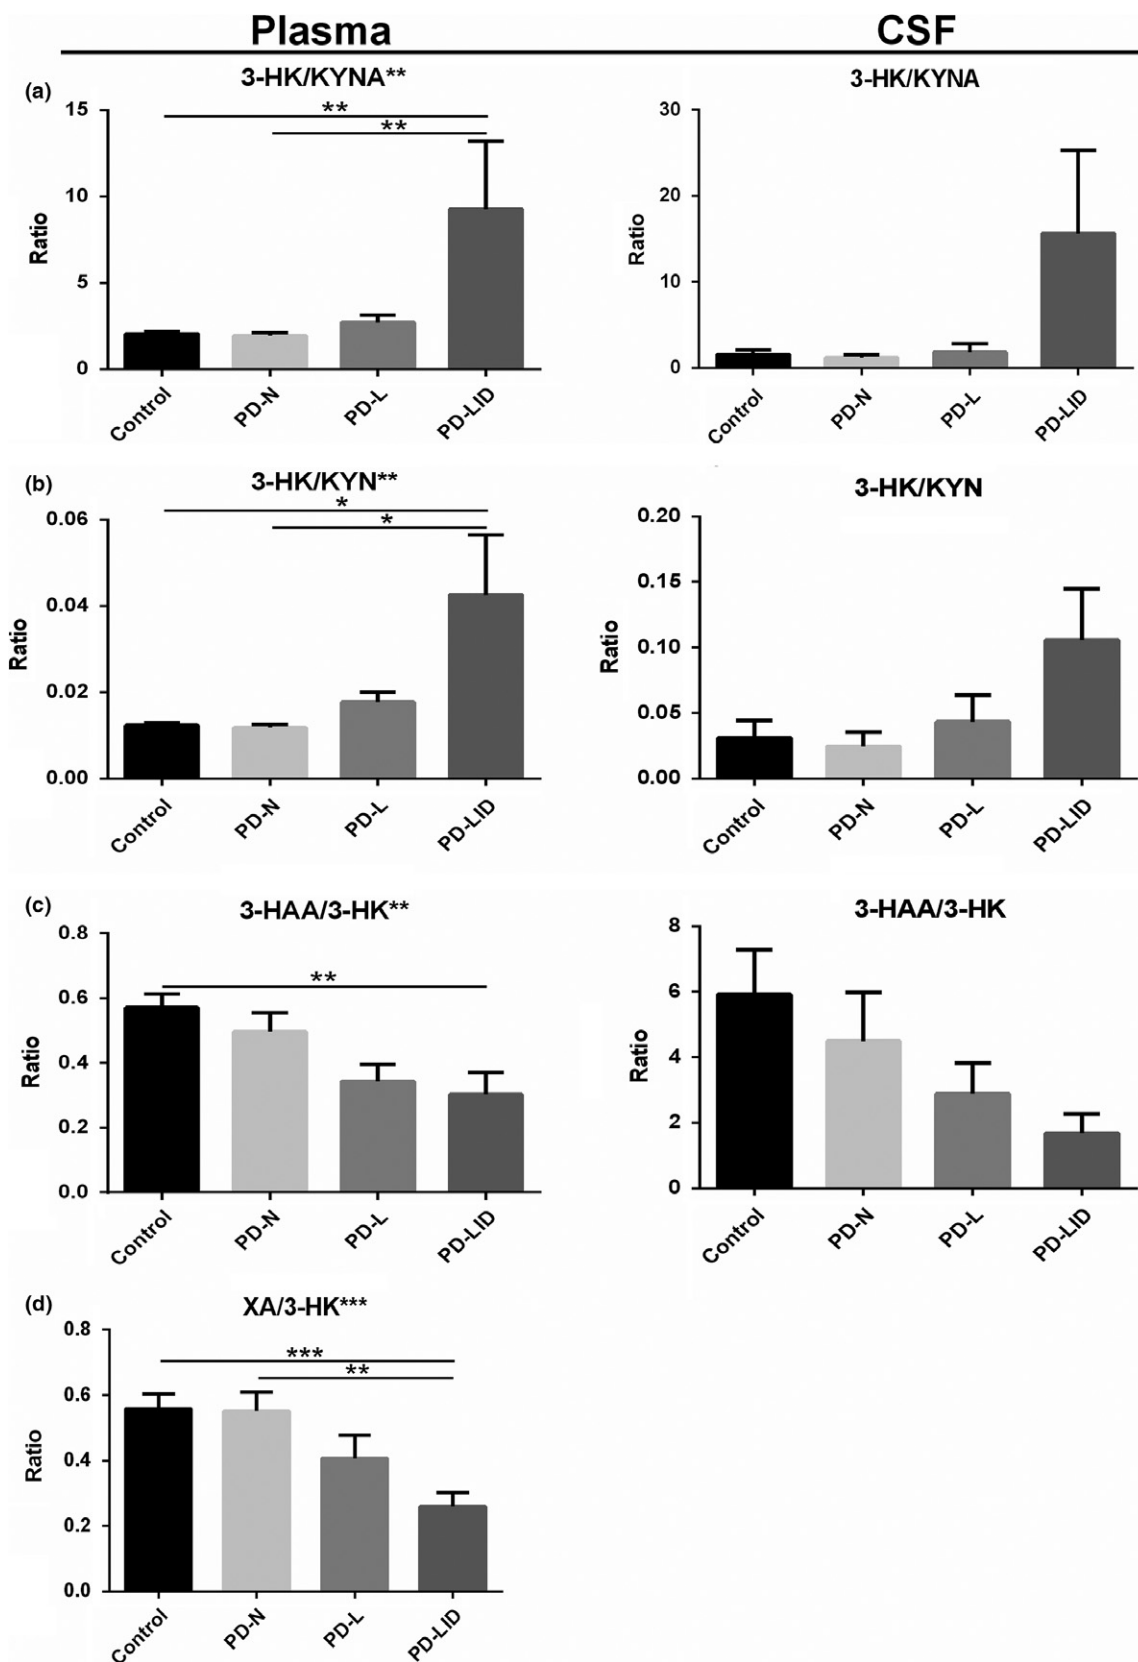 Plasma CSF
(a) 3-HK/KYNA** 3-HK/KYNA
** 
**
15
10
5
0
Ratio
Control PD-N PD-L PD-LID
30
20
10
0
Ratio
Control PD-N PD-L PD-LID
(b) 3-HK/KYN** 3-HK/KYN
*
*
0.06
0.04
0.02
0.00
Ratio
Control PD-N PD-L PD-LID
0.20
0.15
0.10
0.05
0.00
Ratio
Control PD-N PD-L PD-LID
(c) 3-HAA/3-HK** 3-HAA/3-HK
**
0.8
0.6
0.4
0.2
0.0
Ratio
Control PD-N PD-L PD-LID
8
6
4
2
0
Ratio
Control PD-N PD-L PD-LID
(d) XA/3-HK***
***
**
0.8
0.6
0.4
0.2
0.0
Ratio
Control PD-N PD-L PD-LID